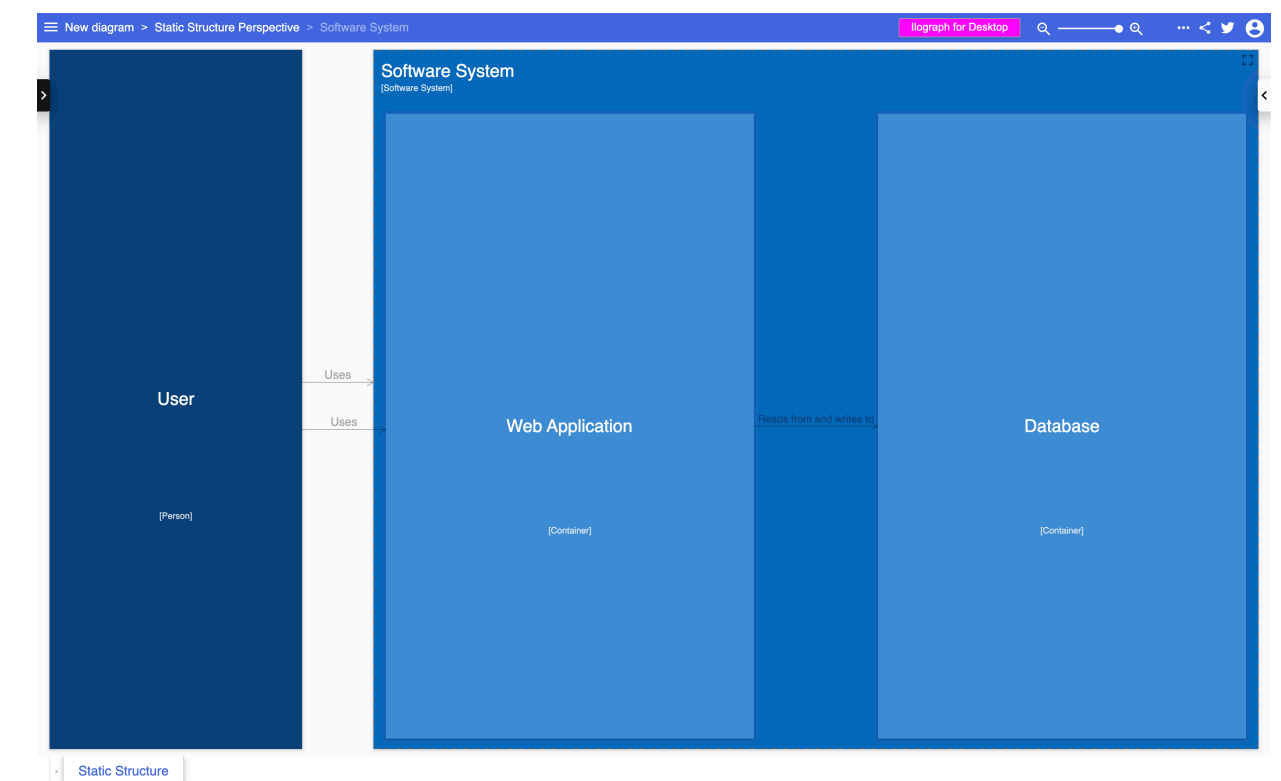 New diagram > Static Structure Perspective > Software System
Ilograph for Desktop
Software System
[Software System]
Uses
User
Uses
Web Application
Reads from and writes to
Database
[Person]
[Container]
[Container]
Static Structure